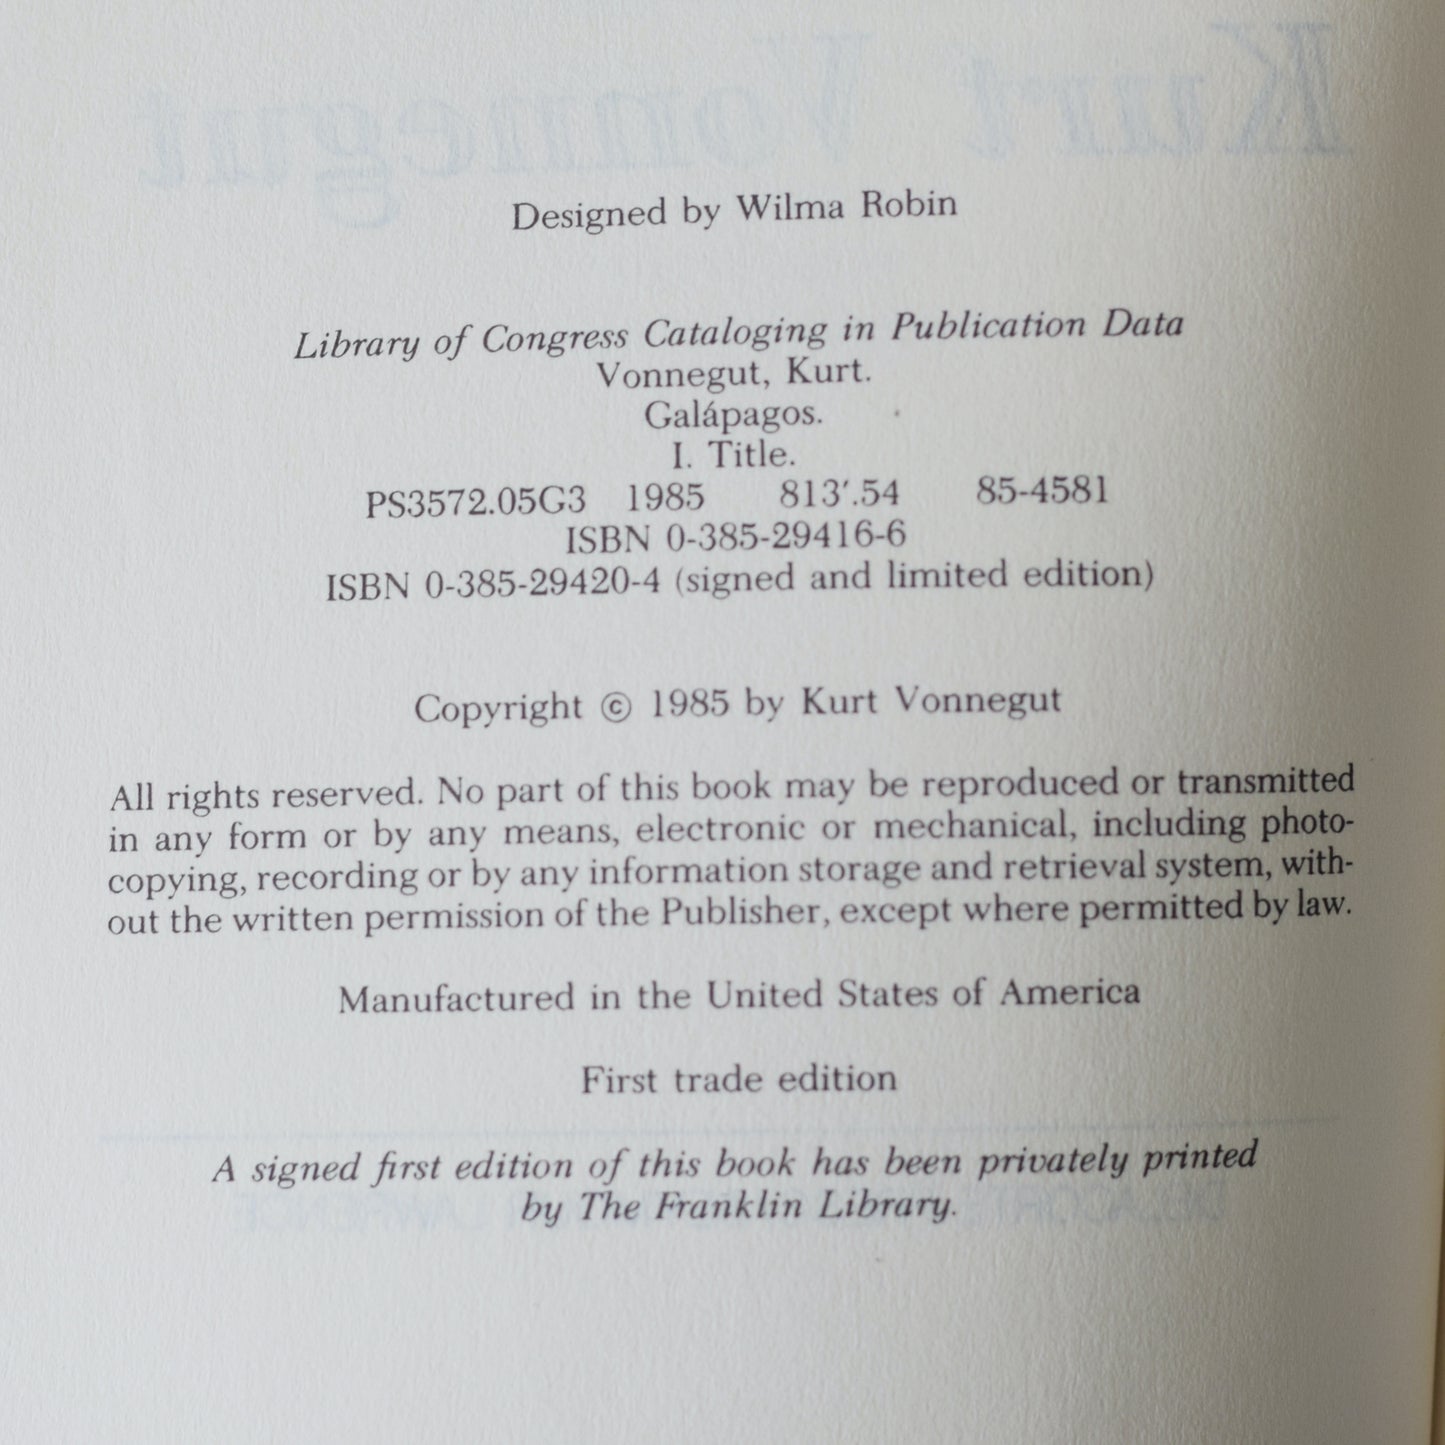 Kurt Vonnegut
Designed by Wilma Robin
Library of Congress Cataloging in Publication Data
Vonnegut, Kurt.
Galápagos.
I. Title.
PS3572.05G3 1985 813′.54 85-4581
ISBN 0-385-29416-6
ISBN 0-385-29420-4 (signed and limited edition)
Copyright © 1985 by Kurt Vonnegut
All rights reserved. No part of this book may be reproduced or transmitted
in any form or by any means, electronic or mechanical, including photo-
copying, recording or by any information storage and retrieval system, with-
out the written permission of the Publisher, except where permitted by law.
Manufactured in the United States of America
First trade edition
A signed first edition of this book has been privately printed
by The Franklin Library.